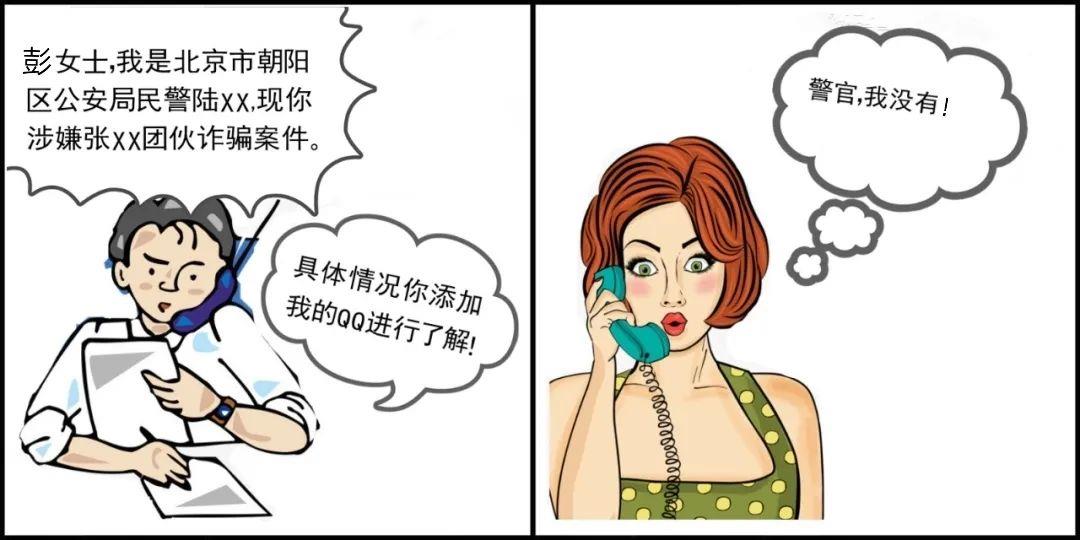 彭女士,我是北京市朝阳
区公安局民警陆XX,现你
涉嫌张XX团伙诈骗案件。
具体情况你添加
我的QQ进行了解!
警官,我没有!